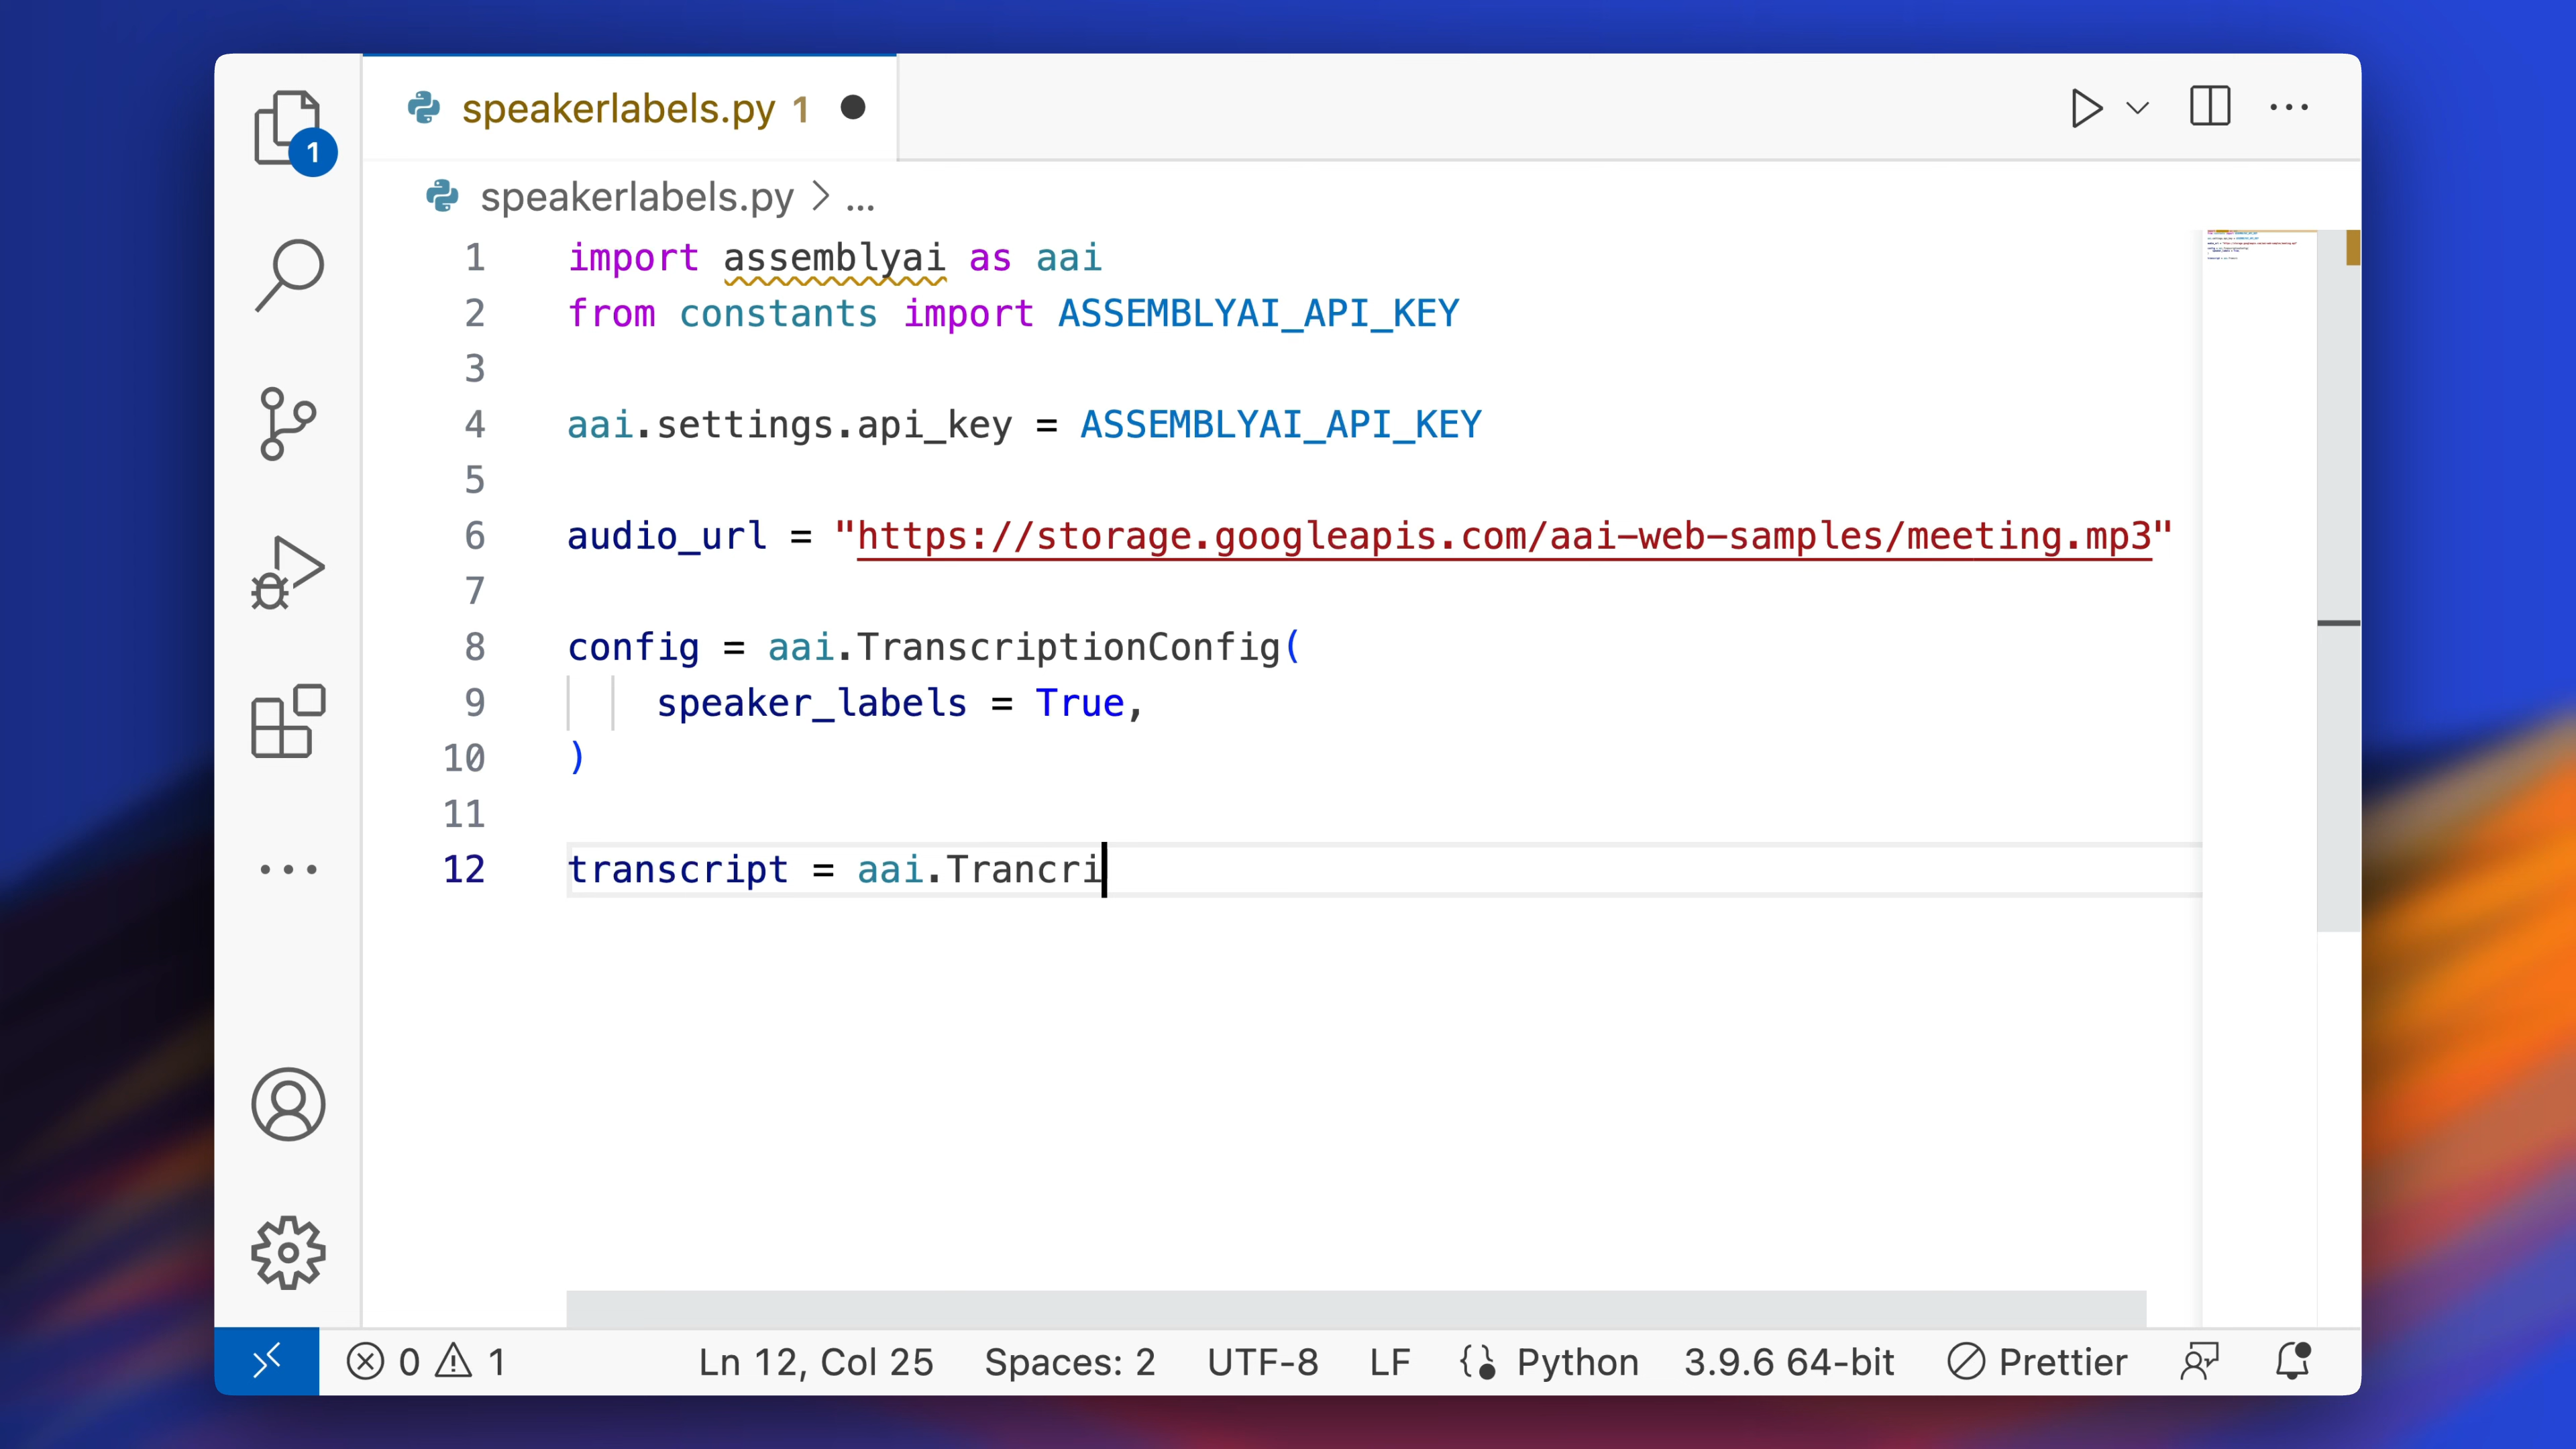 speakerlabels.py 1
1
speakerlabels.py > ...
1 import assemblyai as aai
2 from constants import ASSEMBLYAI_API_KEY
3
4 aai.settings.api_key = ASSEMBLYAI_API_KEY
5
6 audio_url = "https://storage.googleapis.com/aai-web-samples/meeting.mp3"
7
8 config = aai.TranscriptionConfig(
9 speaker_labels = True,
10 )
11
12 transcript = aai.Trancri
0 1 Ln 12, Col 25 Spaces: 2 UTF-8 LF Python 3.9.6 64-bit Prettier